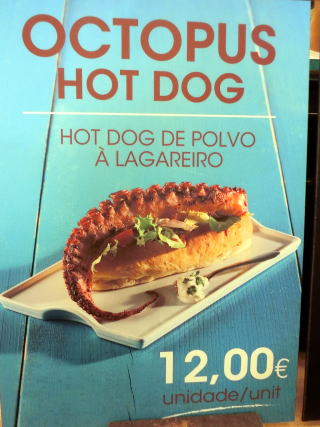 OCTOPUS
HOT DOG
HOT DOG DE POLVO
À LAGAREIRO
12,00€
unidade/unit